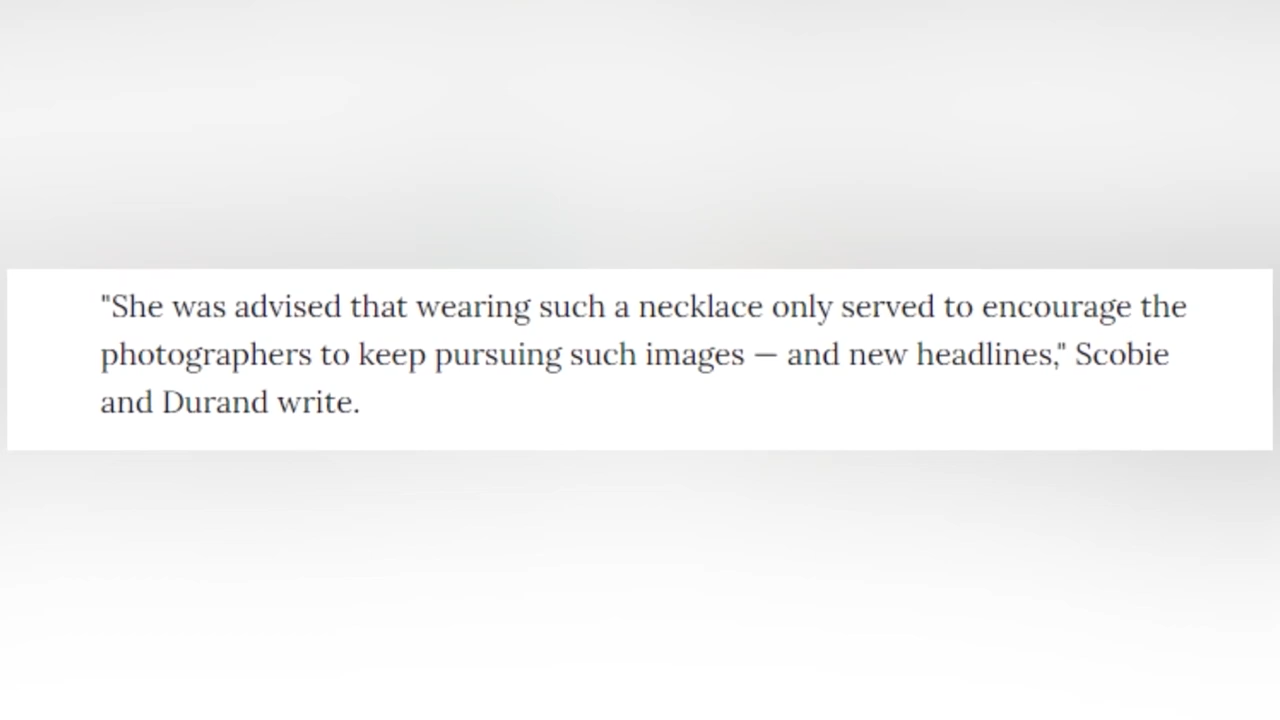 "She was advised that wearing such a necklace only served to encourage the
photographers to keep pursuing such images — and new headlines," Scobie
and Durand write.